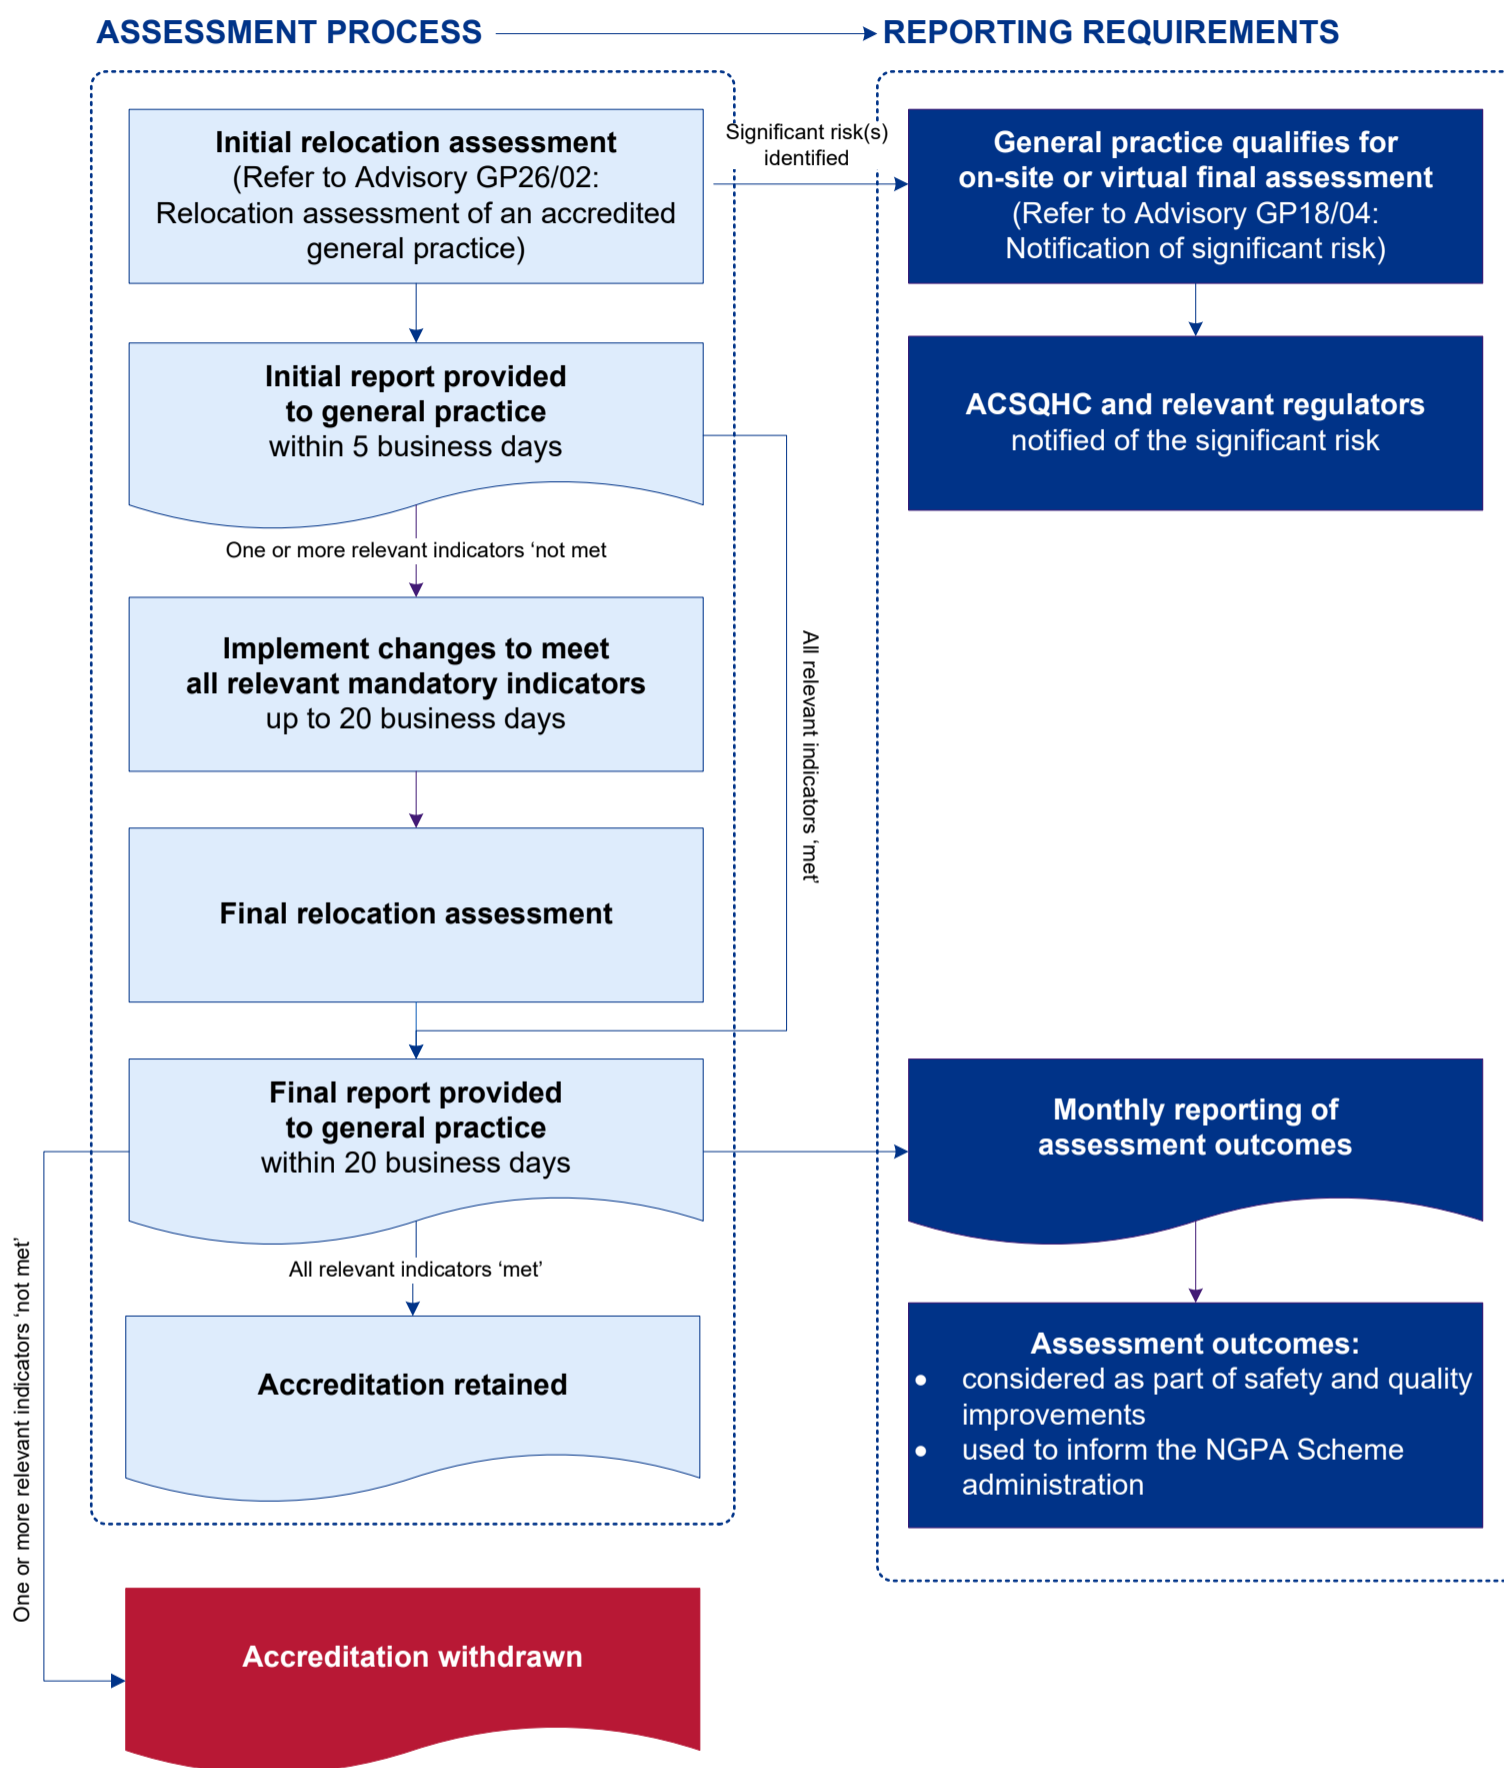 ASSESSMENT PROCESS
REPORTING REQUIREMENTS
Initial relocation assessment
(Refer to Advisory GP26/02:
Relocation assessment of an accredited
general practice)
Significant risk(s)
identified
General practice qualifies for
on-site or virtual final assessment
(Refer to Advisory GP18/04:
Notification of significant risk)
Initial report provided
to general practice
within 5 business days
ACSQHC and relevant regulators
notified of the significant risk
One or more relevant indicators ‘not met
Implement changes to meet
all relevant mandatory indicators
up to 20 business days
All relevant indicators ‘met’
Final relocation assessment
Final report provided
to general practice
within 20 business days
Monthly reporting of
assessment outcomes
All relevant indicators ‘met’
One or more relevant indicators ‘not met’
Accreditation retained
Assessment outcomes:
• considered as part of safety and quality
improvements
• used to inform the NGPA Scheme
administration
Accreditation withdrawn